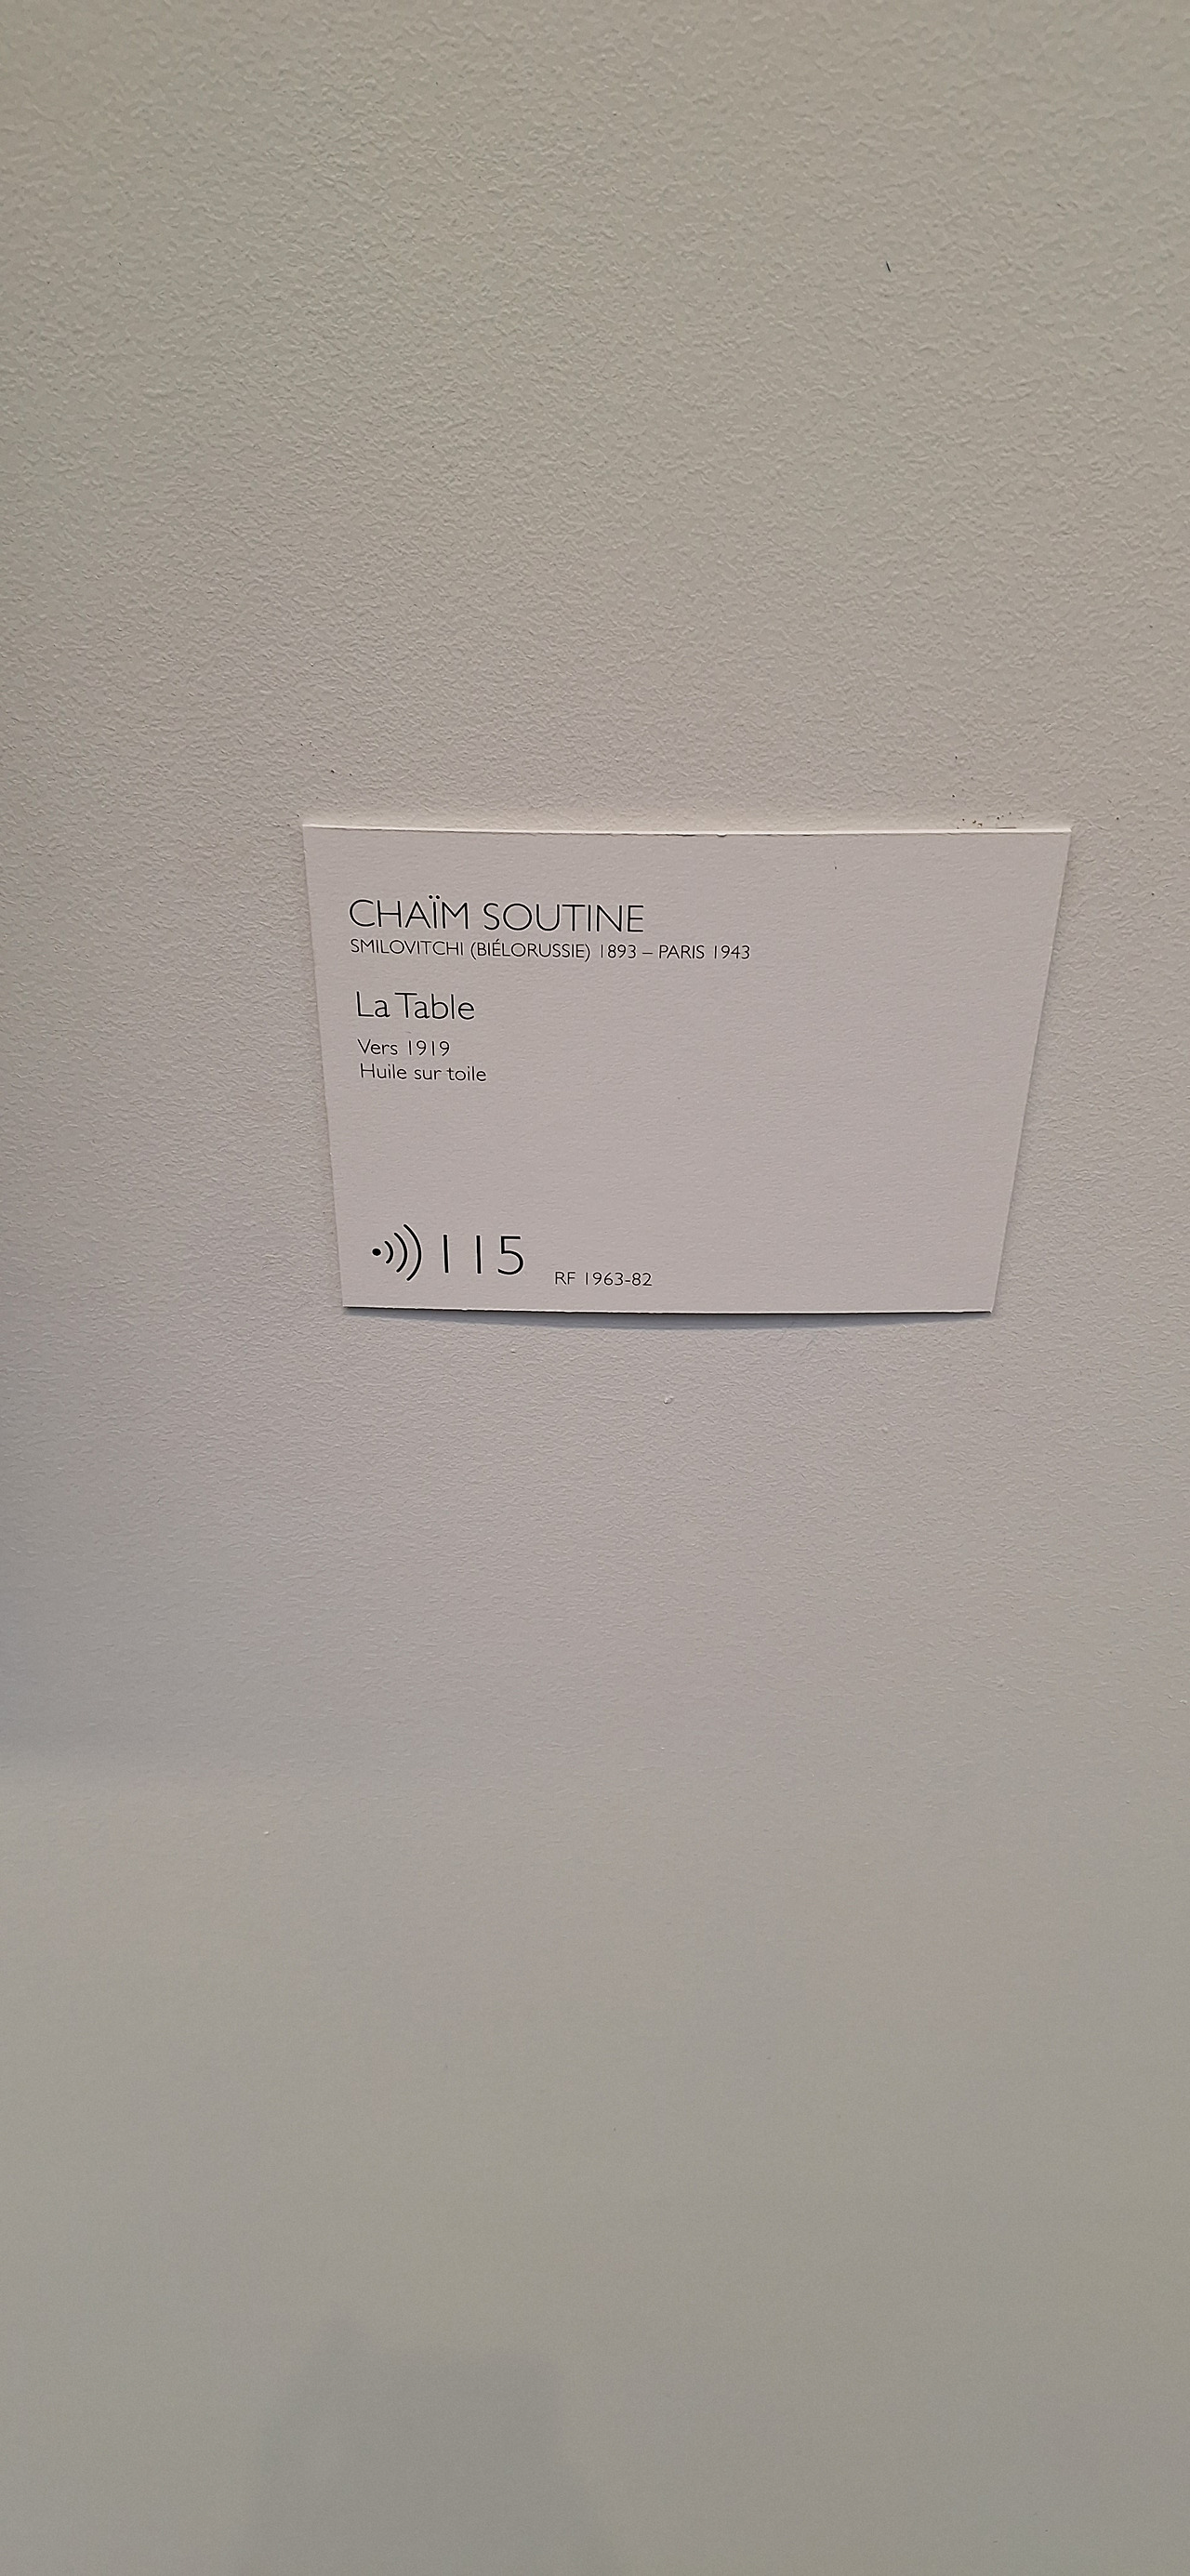 CHAÏM SOUTINE
SMILOVITCHI (BIÉLORUSSIE) 1893 – PARIS 1943
La Table
Vers 1919
Huile sur toile
115
RF 1963-82